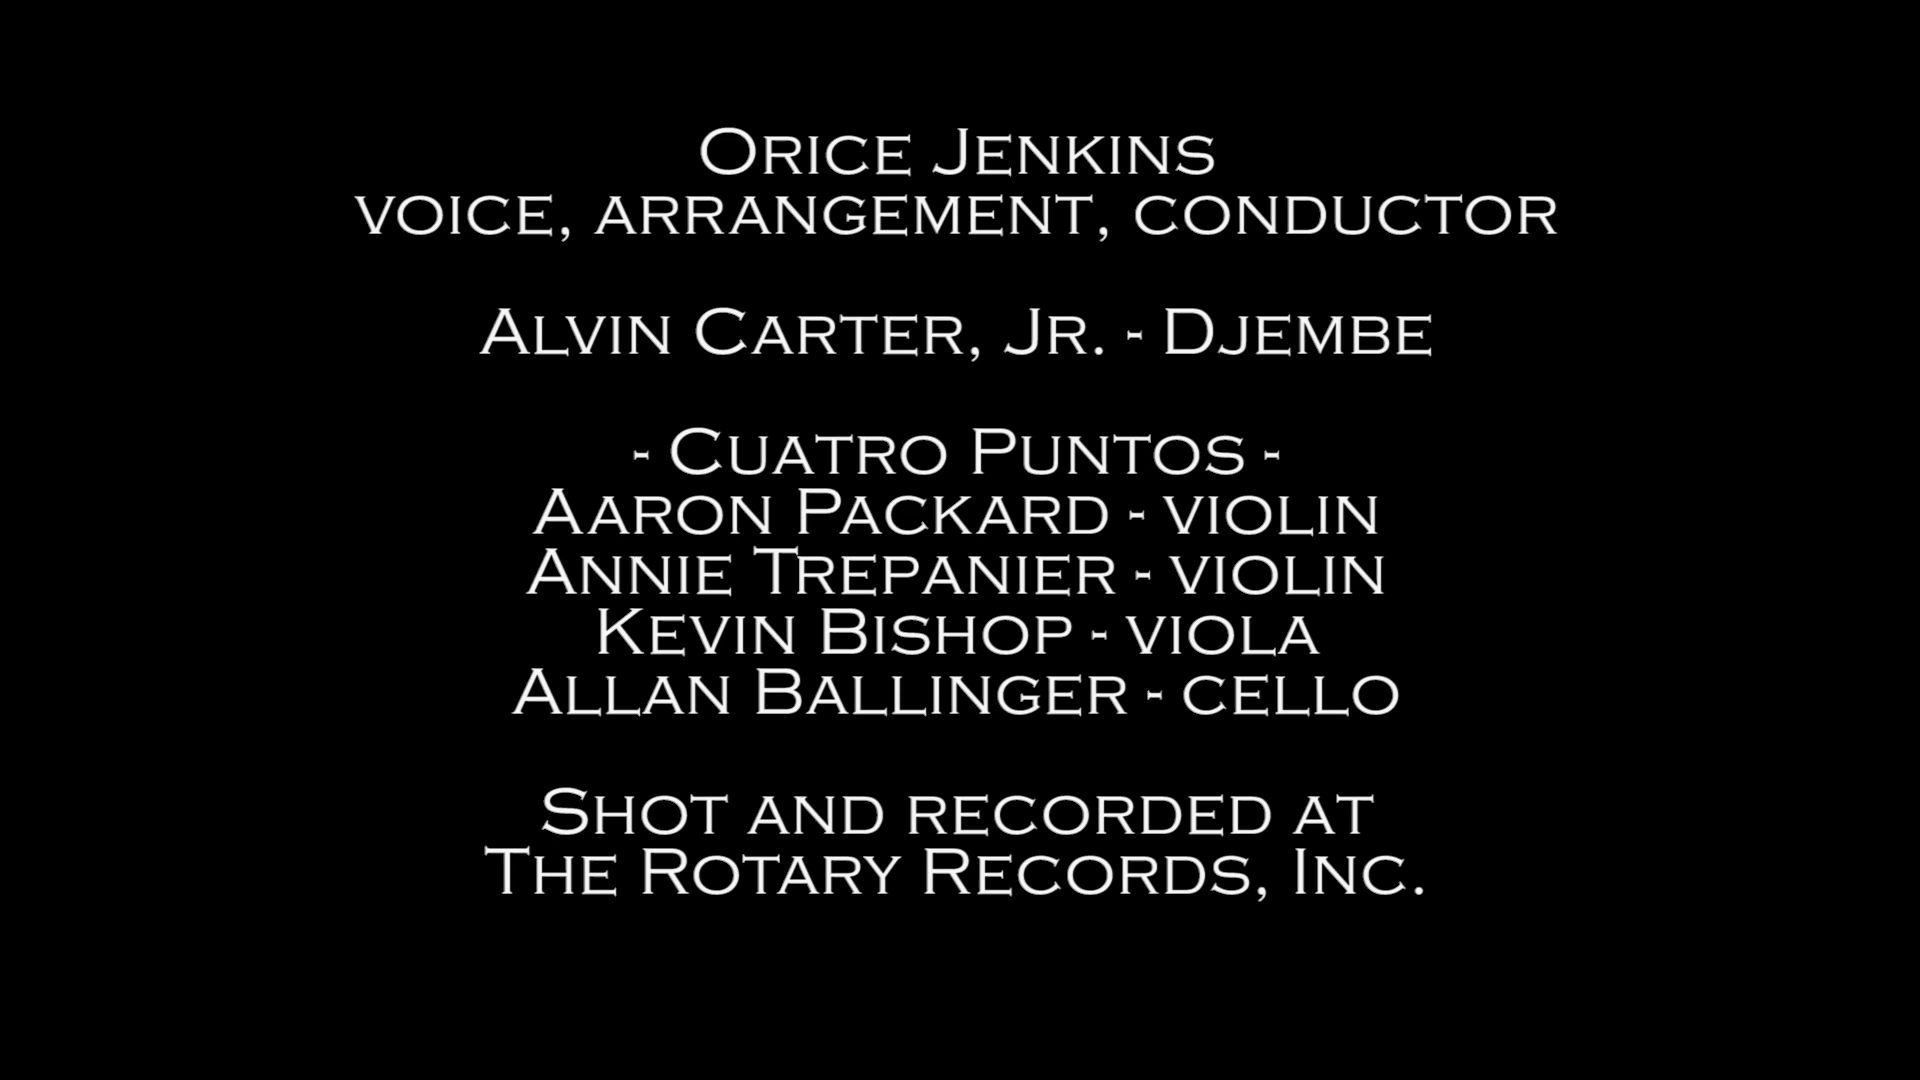 Orice Jenkins
voice, arrangement, conductor
Alvin Carter, Jr. - Djembe
- Cuatro Puntos -
Aaron Packard - violin
Annie Trepanier - violin
Kevin Bishop - viola
Allan Ballinger - cello
Shot and recorded at
The Rotary Records, Inc.